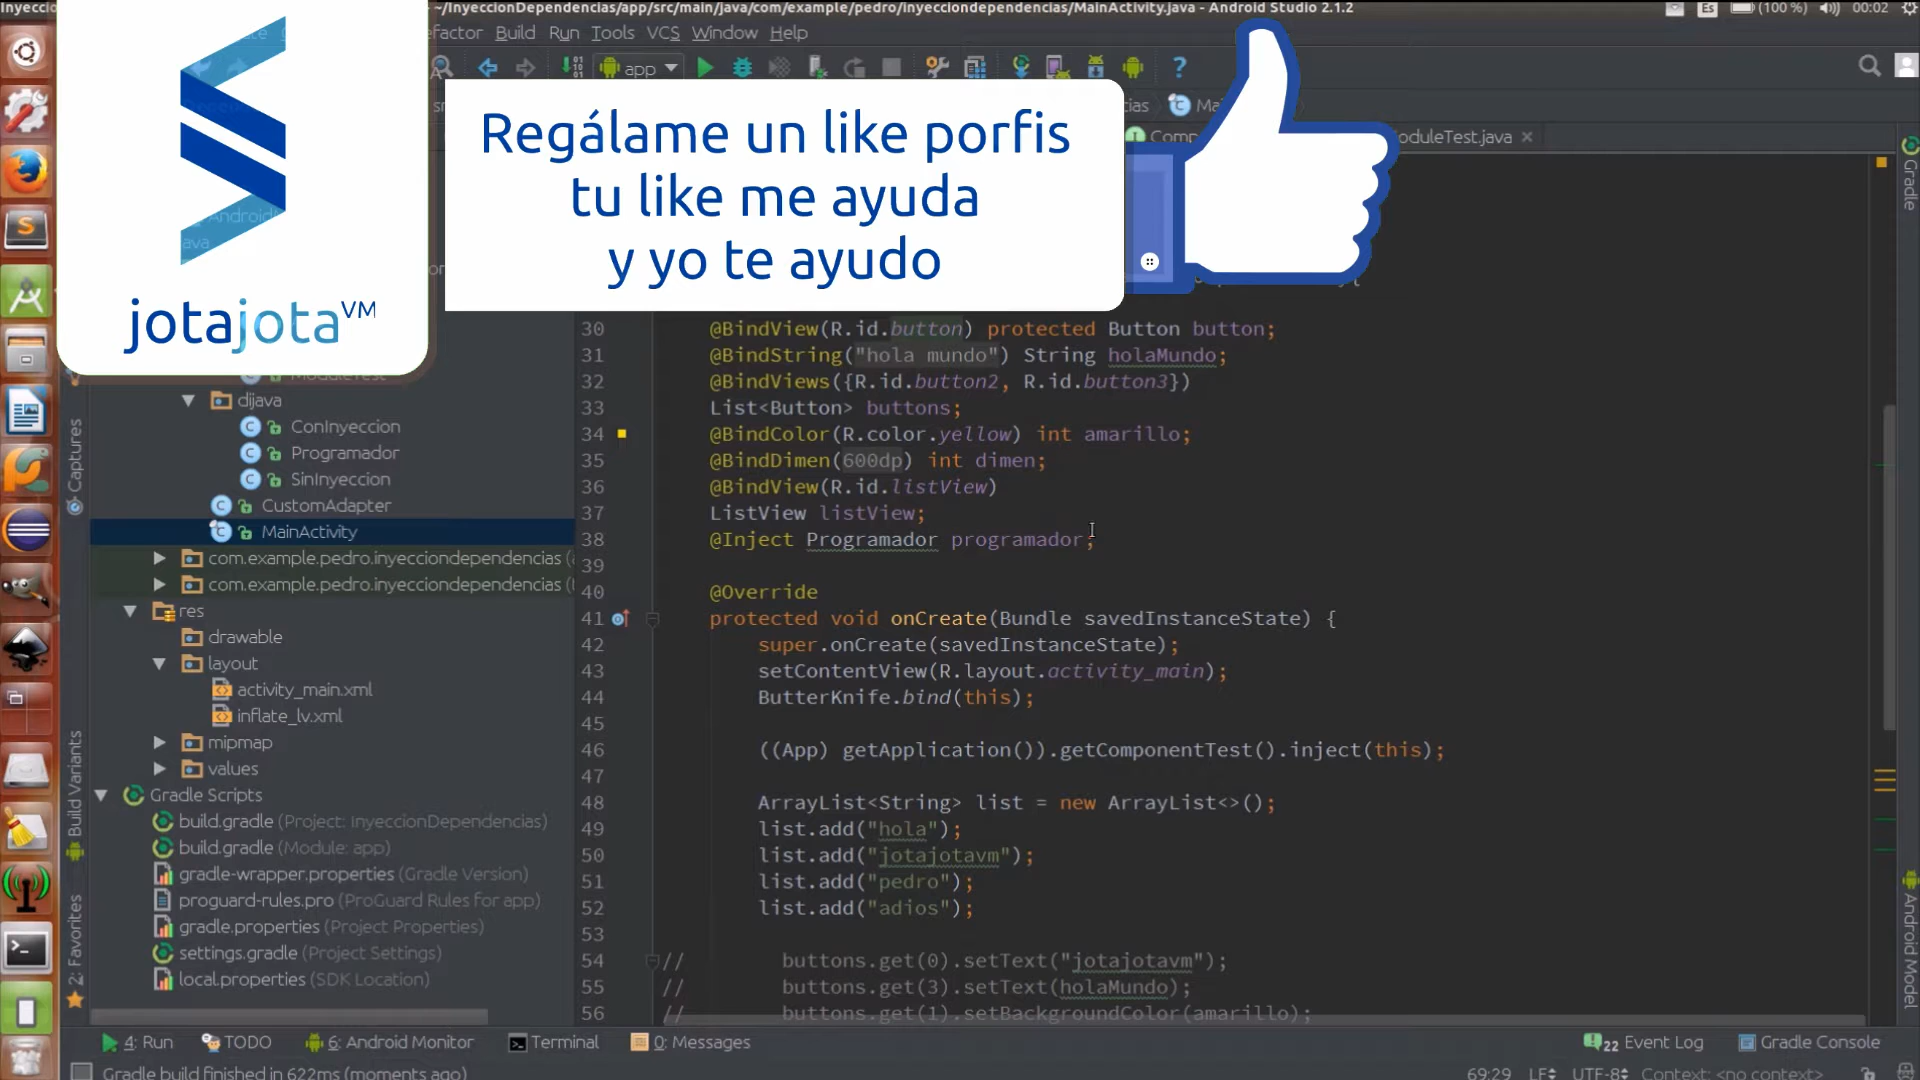 ~/InyeccionDependencias/app/src/main/java/com/example/pedro/inyecciondependencias/MainActivity.java - Android Studio 2.1.2
Es
(100 %)
00:02
Build Run Tools VCS Window Help
app
jotajotaVM
Regálame un like porfis
tu like me ayuda
y yo te ayudo
oduleTest.java
Gradle
Captures
Build Variants
2: Favorites
Android Model
dijava
ConInyeccion
Programador
SinInyeccion
CustomAdapter
MainActivity
com.example.pedro.inyecciondependencias
com.example.pedro.inyecciondependencias
res
drawable
layout
activity_main.xml
inflate_lv.xml
mipmap
values
Gradle Scripts
build.gradle (Project: InyeccionDependencias)
build.gradle (Module: app)
gradle-wrapper.properties (Gradle Version)
proguard-rules.pro (ProGuard Rules for app)
gradle.properties (Project Properties)
settings.gradle (Project Settings)
local.properties (SDK Location)
30 @BindView(R.id.button) protected Button button;
31 @BindString("hola mundo") String holaMundo;
32 @BindViews({R.id.button2, R.id.button3})
33 List<Button> buttons;
34 @BindColor(R.color.yellow) int amarillo;
35 @BindDimen(600dp) int dimen;
36 @BindView(R.id.listView)
37 ListView listView;
38 @Inject Programador programador;
39
40 @Override
41 protected void onCreate(Bundle savedInstanceState) {
42 super.onCreate(savedInstanceState);
43 setContentView(R.layout.activity_main);
44 ButterKnife.bind(this);
45
46 ((App) getApplication()).getComponentTest().inject(this);
47
48 ArrayList<String> list = new ArrayList<>();
49 list.add("hola");
50 list.add("jotajotavm");
51 list.add("pedro");
52 list.add("adios");
53
54 // buttons.get(0).setText("jotajotavm");
55 // buttons.get(3).setText(holaMundo);
56 // buttons.get(1).setBackgroundColor(amarillo);
4: Run TODO 6: Android Monitor Terminal 0: Messages
22 Event Log Gradle Console
Gradle build finished in 622ms (moments ago)
69:29 LF UTF-8 Context: <no context>